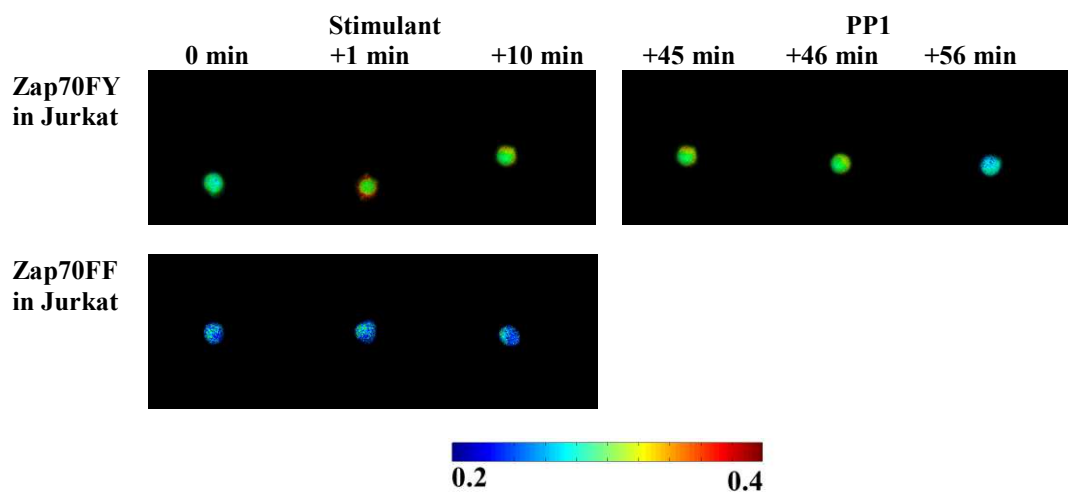 Stimulant PP1
0 min +1 min +10 min +45 min +46 min +56 min
Zap70FY
in Jurkat
Zap70FF
in Jurkat
0.2 0.4